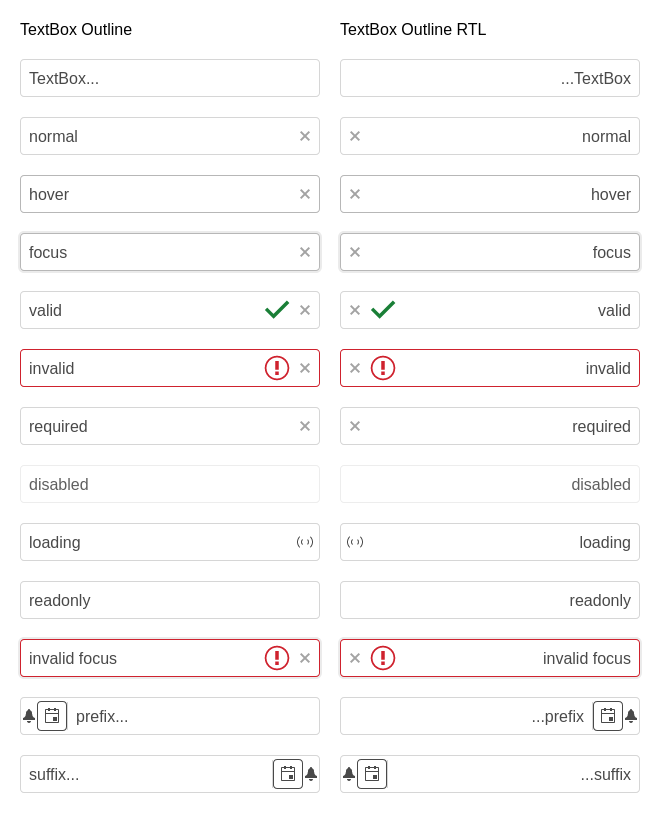 TextBox Outline
TextBox Outline RTL
TextBox...
...TextBox
normal
normal
hover
hover
focus
focus
valid
valid
invalid
invalid
required
required
disabled
disabled
loading
loading
readonly
readonly
invalid focus
invalid focus
prefix...
...prefix
suffix...
...suffix